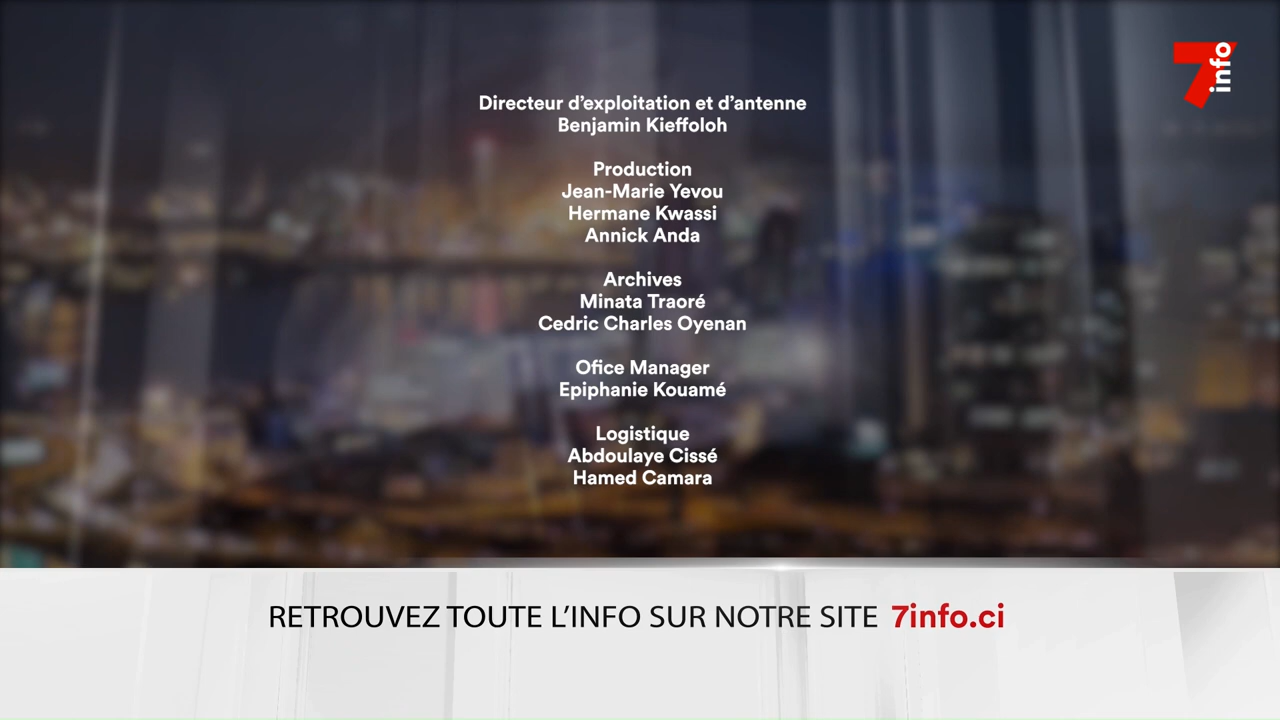 7info
Directeur d’exploitation et d’antenne
Benjamin Kieffoloh
Production
Jean-Marie Yevou
Hermane Kwassi
Annick Anda
Archives
Minata Traoré
Cedric Charles Oyenan
Ofice Manager
Epiphanie Kouamé
Logistique
Abdoulaye Cissé
Hamed Camara
RETROUVEZ TOUTE L’INFO SUR NOTRE SITE 7info.ci